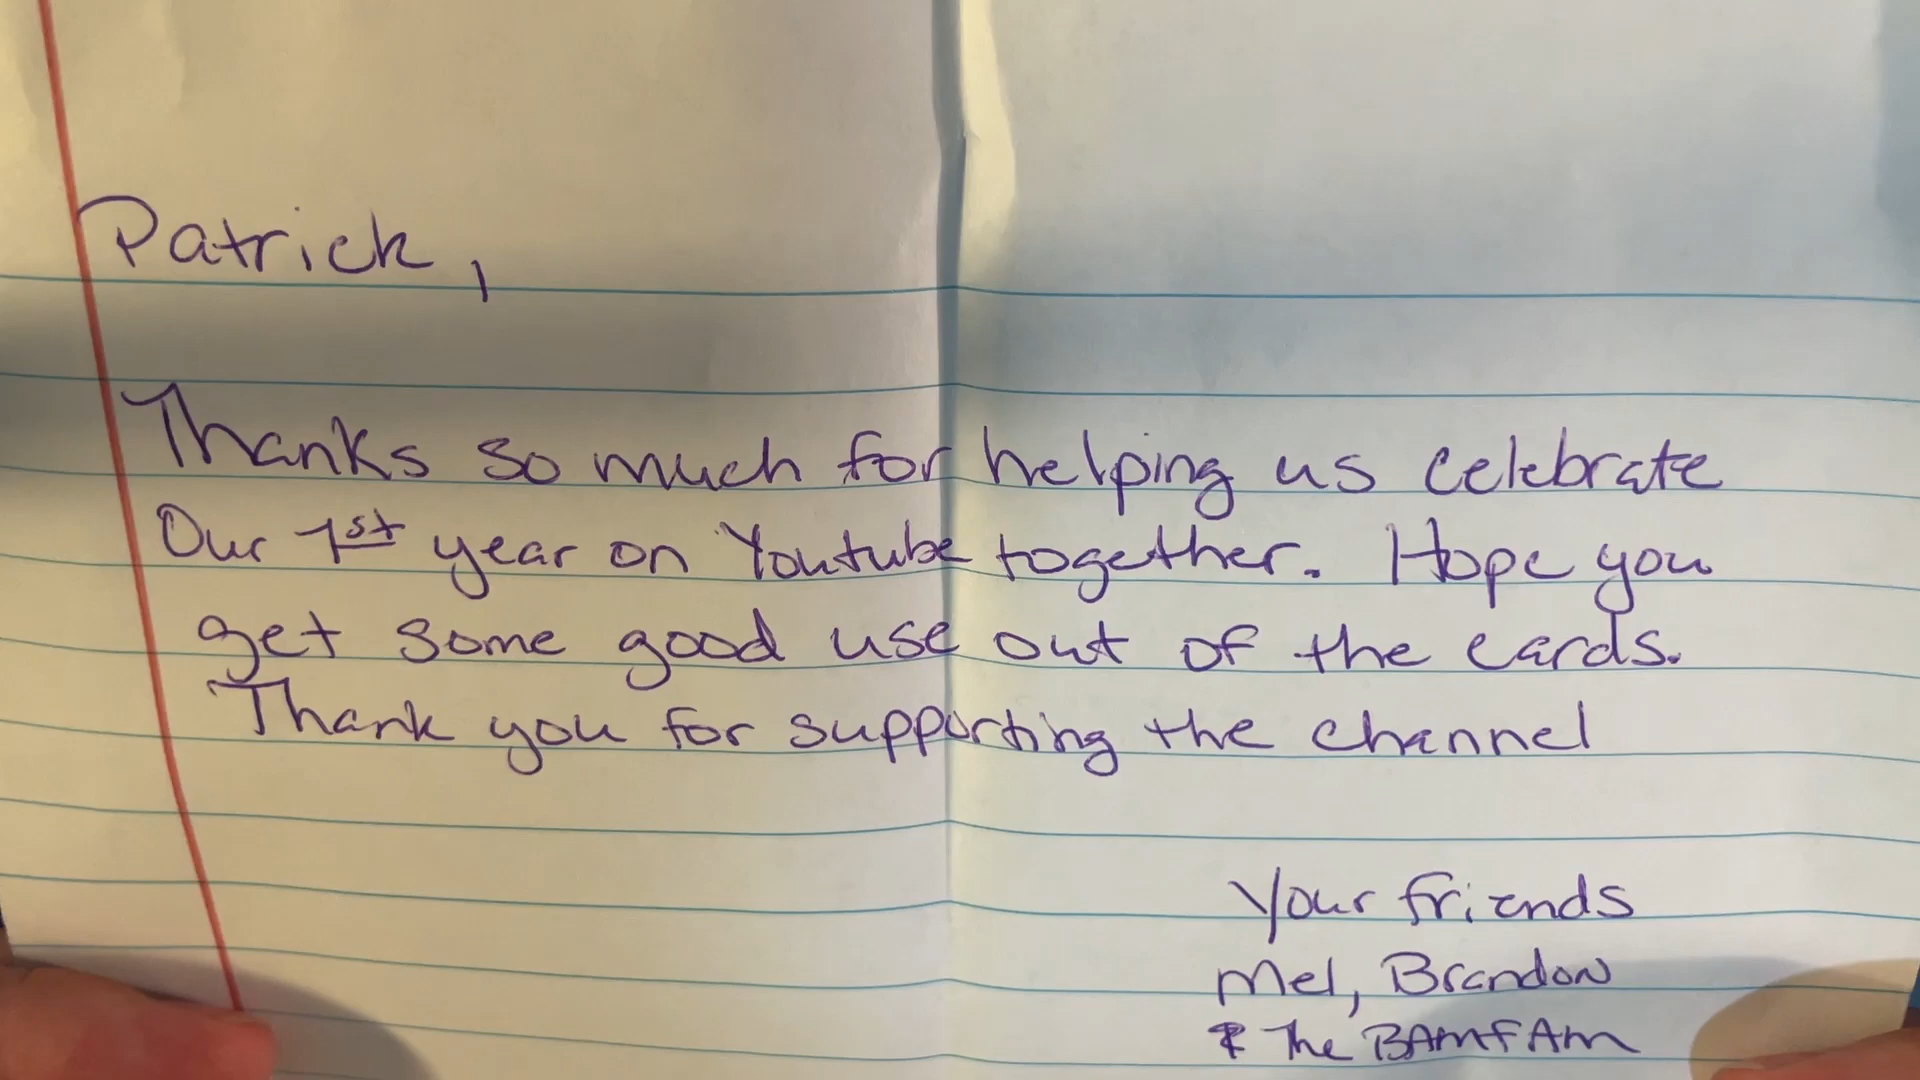 Patrick,
Thanks so much for helping us celebrate
Our 1st year on Youtube together. Hope you
get some good use out of the cards.
Thank you for supporting the channel
Your friends
Mel, Brandon
& The BAMFAM